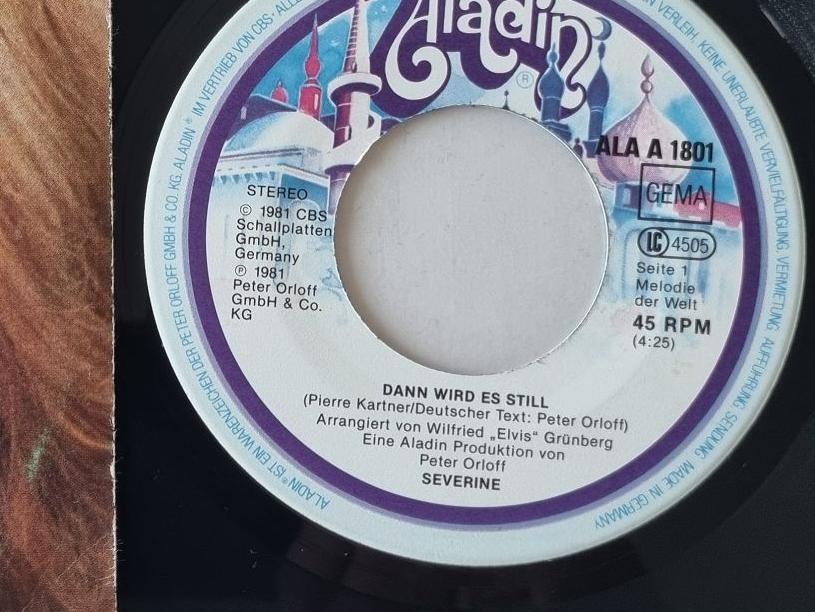 Aladin
®
ALA A 1801
GEMA
LC 4505
Seite 1
Melodie
der Welt
45 RPM
(4:25)
STEREO
© 1981 CBS
Schallplatten
GmbH,
Germany
℗ 1981
Peter Orloff
GmbH & Co.
KG
DANN WIRD ES STILL
(Pierre Kartner/Deutscher Text: Peter Orloff)
Arrangiert von Wilfried „Elvis“ Grünberg
Eine Aladin Produktion von
Peter Orloff
SEVERINE
ALADIN® IST EIN WARENZEICHEN DER PETER ORLOFF GMBH & CO. KG. ALADIN® IM VERTRIEB VON CBS
VERLEIH, KEINE UNERLAUBTE VERVIELFÄLTIGUNG, VERMIETUNG, AUFFÜHRUNG, SENDUNG, MADE IN GERMANY